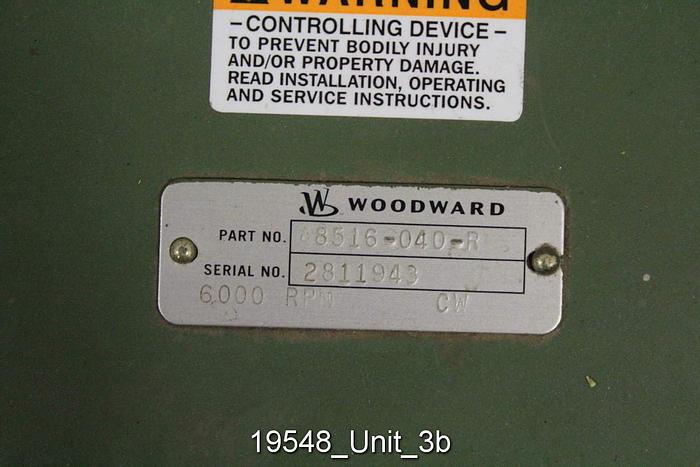 WARNING
– CONTROLLING DEVICE –
TO PREVENT BODILY INJURY
AND/OR PROPERTY DAMAGE.
READ INSTALLATION, OPERATING
AND SERVICE INSTRUCTIONS.
WOODWARD
PART NO. 8516-040-R
SERIAL NO. 2811943
6000 RPM CW
19548_Unit_3b